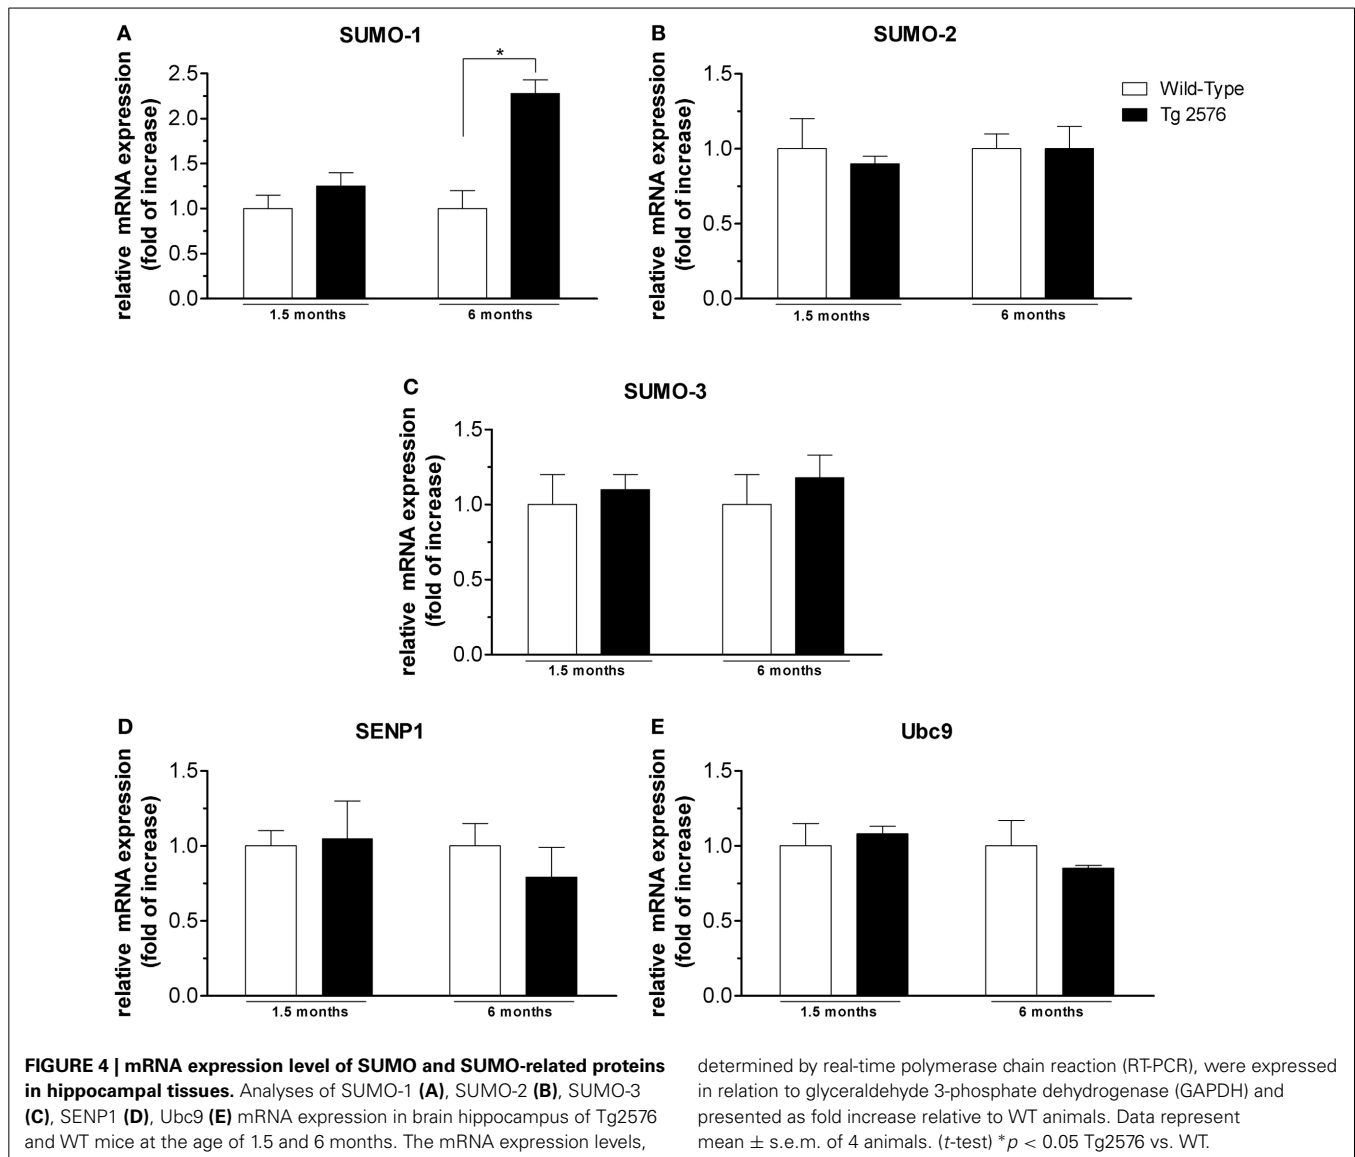 A
SUMO-1
relative mRNA expression
(fold of increase)
2.5
2.0
1.5
1.0
0.5
0.0
*
1.5 months
6 months
B
SUMO-2
relative mRNA expression
(fold of increase)
1.5
1.0
0.5
0.0
1.5 months
6 months
Wild-Type
Tg 2576
C
SUMO-3
relative mRNA expression
(fold of increase)
1.5
1.0
0.5
0.0
1.5 months
6 months
D
SENP1
relative mRNA expression
(fold of increase)
1.5
1.0
0.5
0.0
1.5 months
6 months
E
Ubc9
relative mRNA expression
(fold of increase)
1.5
1.0
0.5
0.0
1.5 months
6 months
FIGURE 4 | mRNA expression level of SUMO and SUMO-related proteins
in hippocampal tissues. Analyses of SUMO-1 (A), SUMO-2 (B), SUMO-3
(C), SENP1 (D), Ubc9 (E) mRNA expression in brain hippocampus of Tg2576
and WT mice at the age of 1.5 and 6 months. The mRNA expression levels,
determined by real-time polymerase chain reaction (RT-PCR), were expressed
in relation to glyceraldehyde 3-phosphate dehydrogenase (GAPDH) and
presented as fold increase relative to WT animals. Data represent
mean ± s.e.m. of 4 animals. (t-test) *p < 0.05 Tg2576 vs. WT.